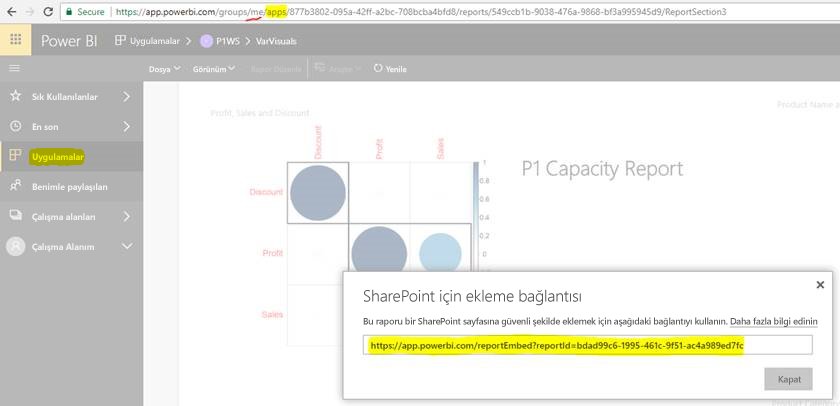 Secure | https://app.powerbi.com/groups/me/apps/877b3802-095a-42ff-a2bc-708bcba4bfd8/reports/549ccb1b-9038-476a-9868-bf3a995945d9/ReportSection3
Power BI Uygulamalar > P1WS > VarVisuals
Dosya Görünüm Raporu Düzenle Araştır Yenile
Sık Kullanılanlar
En son
Uygulamalar
Benimle paylaşılan
Çalışma alanları
Çalışma Alanım
Profit, Sales and Discount
Product Name a
Discount Profit Sales
P1 Capacity Report
Discount
Profit
Sales
1
0.8
0.6
0.4
0.2
0
SharePoint için ekleme bağlantısı
Bu raporu bir SharePoint sayfasına güvenli şekilde eklemek için aşağıdaki bağlantıyı kullanın. Daha fazla bilgi edinin
https://app.powerbi.com/reportEmbed?reportId=bdad99c6-1995-461c-9f51-ac4a989ed7fc
Kapat
Product Categor